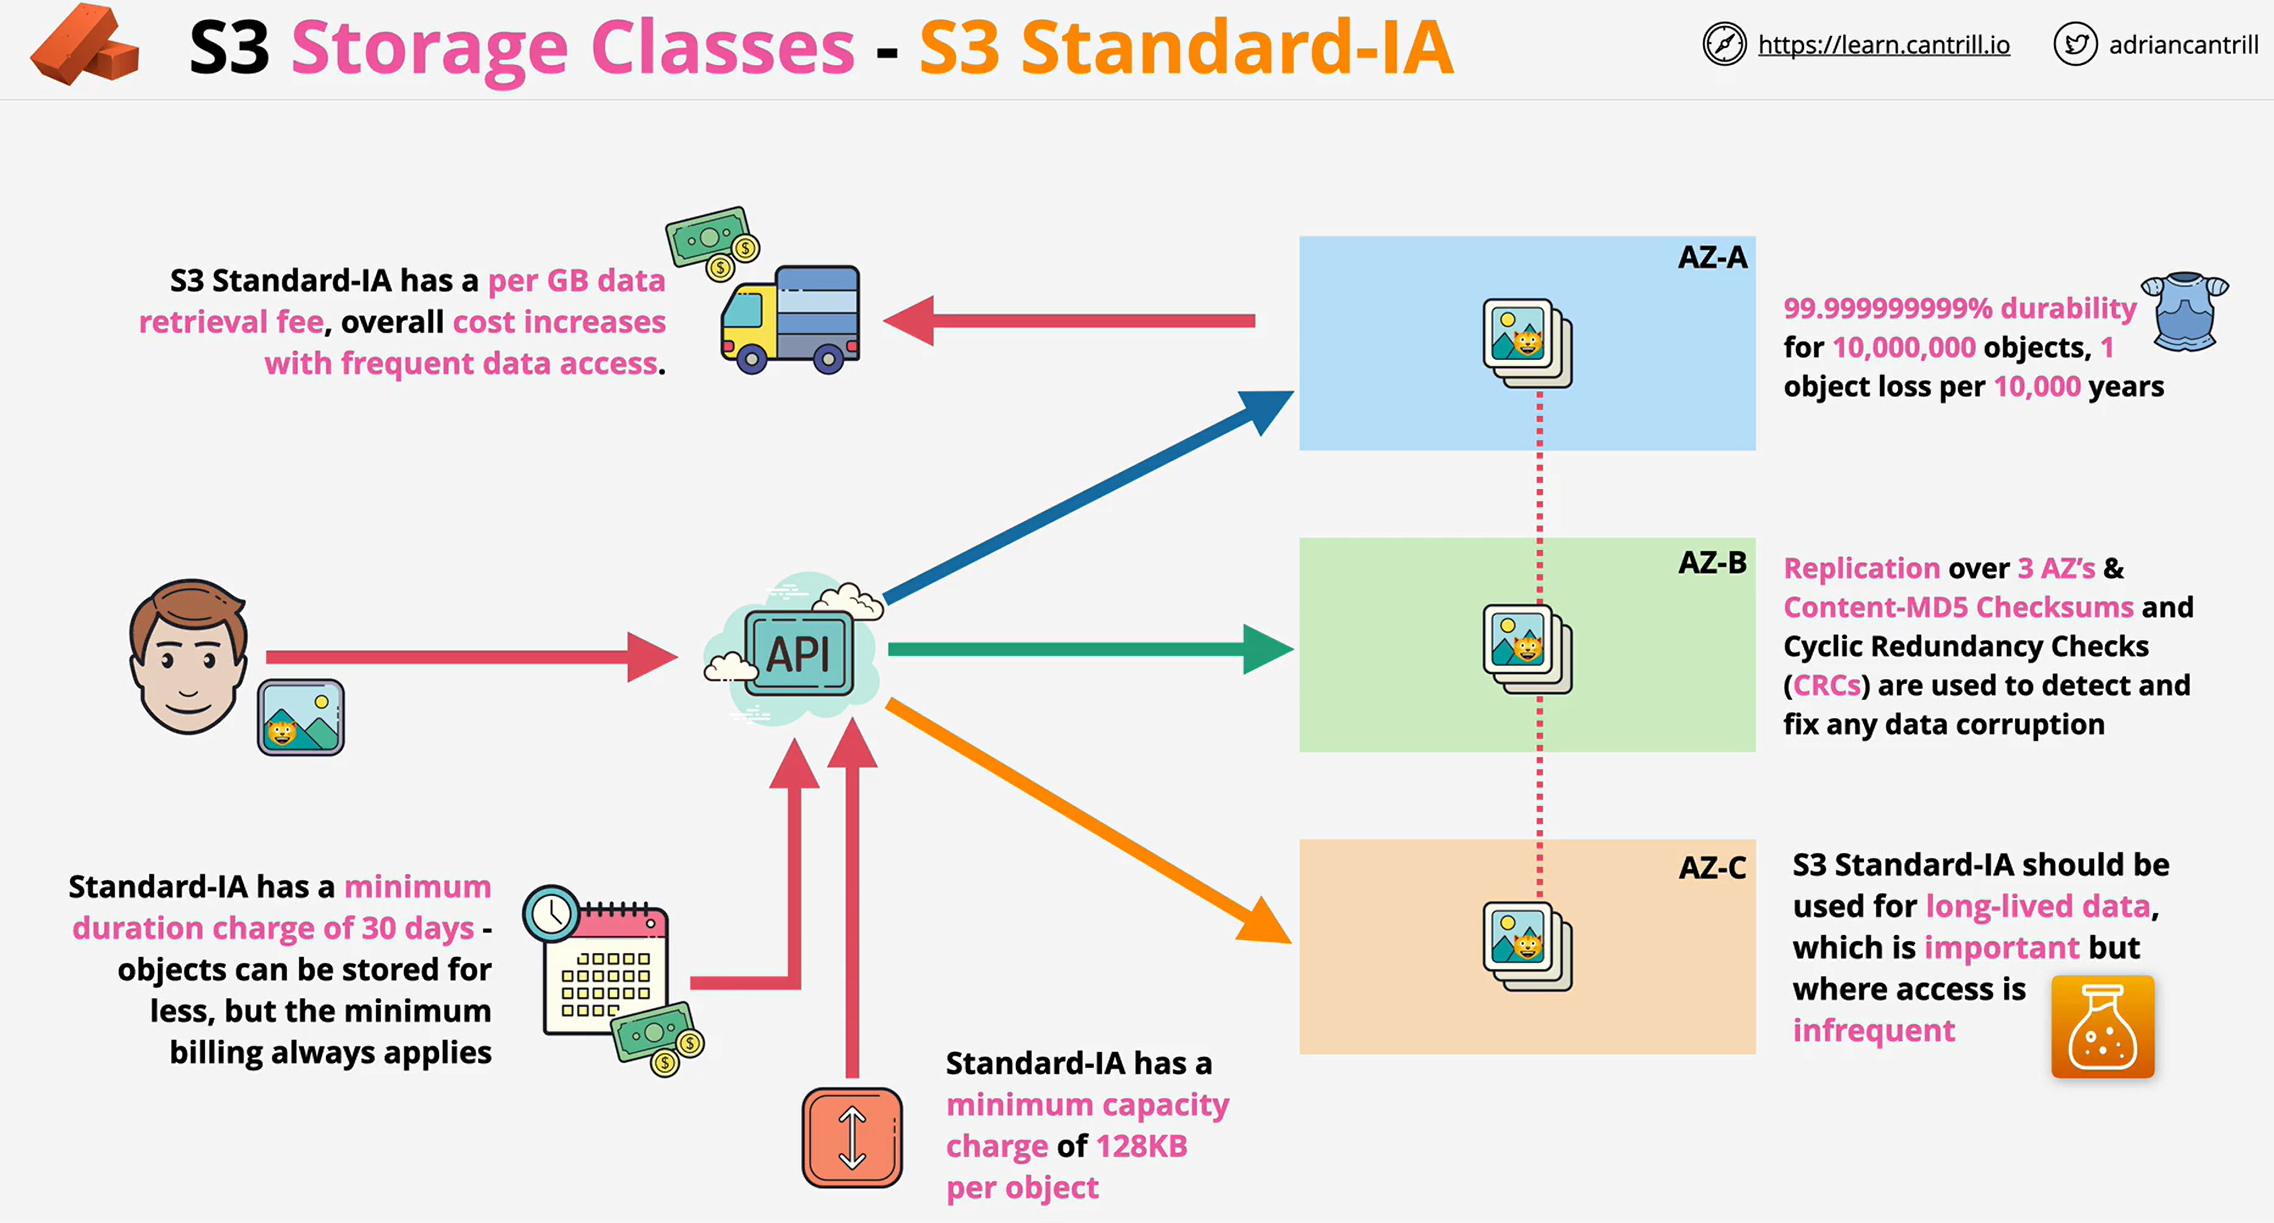 S3 Storage Classes - S3 Standard-IA
https://learn.cantrill.io
adriancantrill
S3 Standard-IA has a per GB data
retrieval fee, overall cost increases
with frequent data access.
AZ-A
99.999999999% durability
for 10,000,000 objects, 1
object loss per 10,000 years
API
AZ-B
Replication over 3 AZ’s &
Content-MD5 Checksums and
Cyclic Redundancy Checks
(CRCs) are used to detect and
fix any data corruption
Standard-IA has a minimum
duration charge of 30 days -
objects can be stored for
less, but the minimum
billing always applies
Standard-IA has a
minimum capacity
charge of 128KB
per object
AZ-C
S3 Standard-IA should be
used for long-lived data,
which is important but
where access is
infrequent